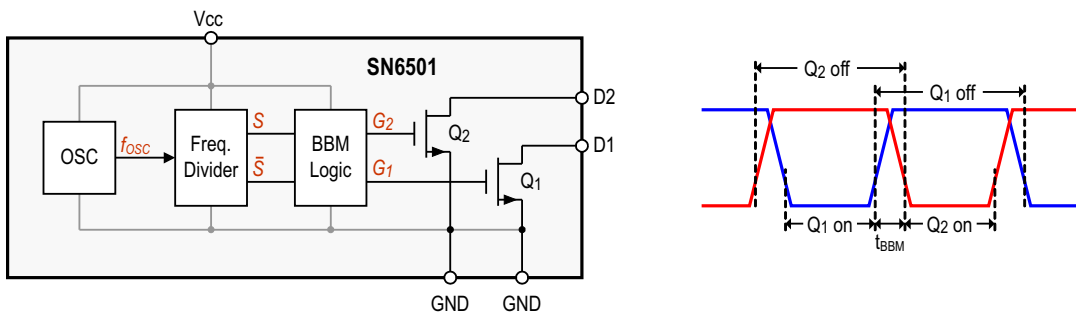 Vcc
SN6501
OSC
fOSC
Freq.
Divider
S
S̄
BBM
Logic
G2
G1
Q2
Q1
D2
D1
GND
GND
Q2 off
Q1 off
Q1 on
tBBM
Q2 on